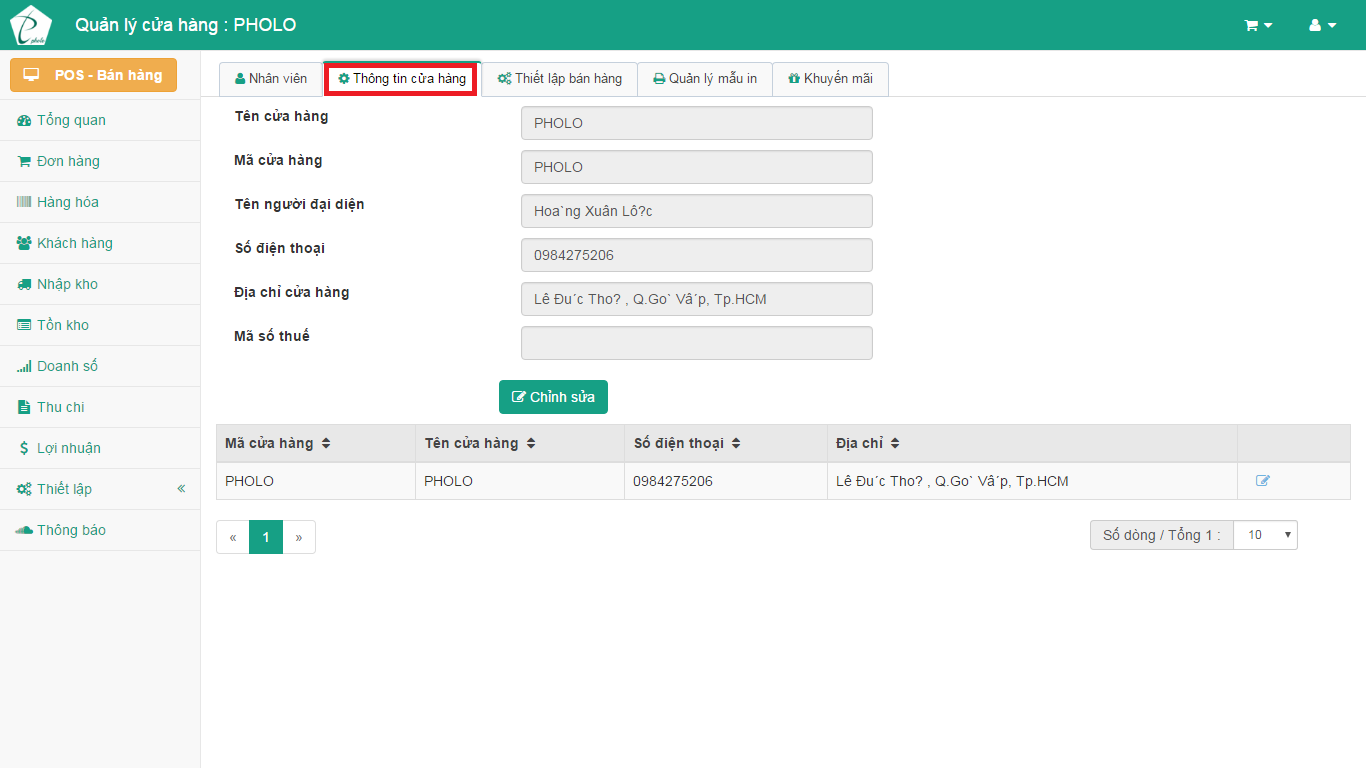 pholo
Quản lý cửa hàng : PHOLO
POS - Bán hàng
Tổng quan
Đơn hàng
Hàng hóa
Khách hàng
Nhập kho
Tồn kho
Doanh số
Thu chi
Lợi nhuận
Thiết lập «
Thông báo
Nhân viên Thông tin cửa hàng Thiết lập bán hàng Quản lý mẫu in Khuyến mãi
Tên cửa hàng PHOLO
Mã cửa hàng PHOLO
Tên người đại diện Hoa`ng Xuân Lô?c
Số điện thoại 0984275206
Địa chỉ cửa hàng Lê Đu´c Tho? , Q.Go` Vâ´p, Tp.HCM
Mã số thuế
Chỉnh sửa
Mã cửa hàng Tên cửa hàng Số điện thoại Địa chỉ
PHOLO PHOLO 0984275206 Lê Đu´c Tho? , Q.Go` Vâ´p, Tp.HCM
« 1 » Số dòng / Tổng 1 : 10